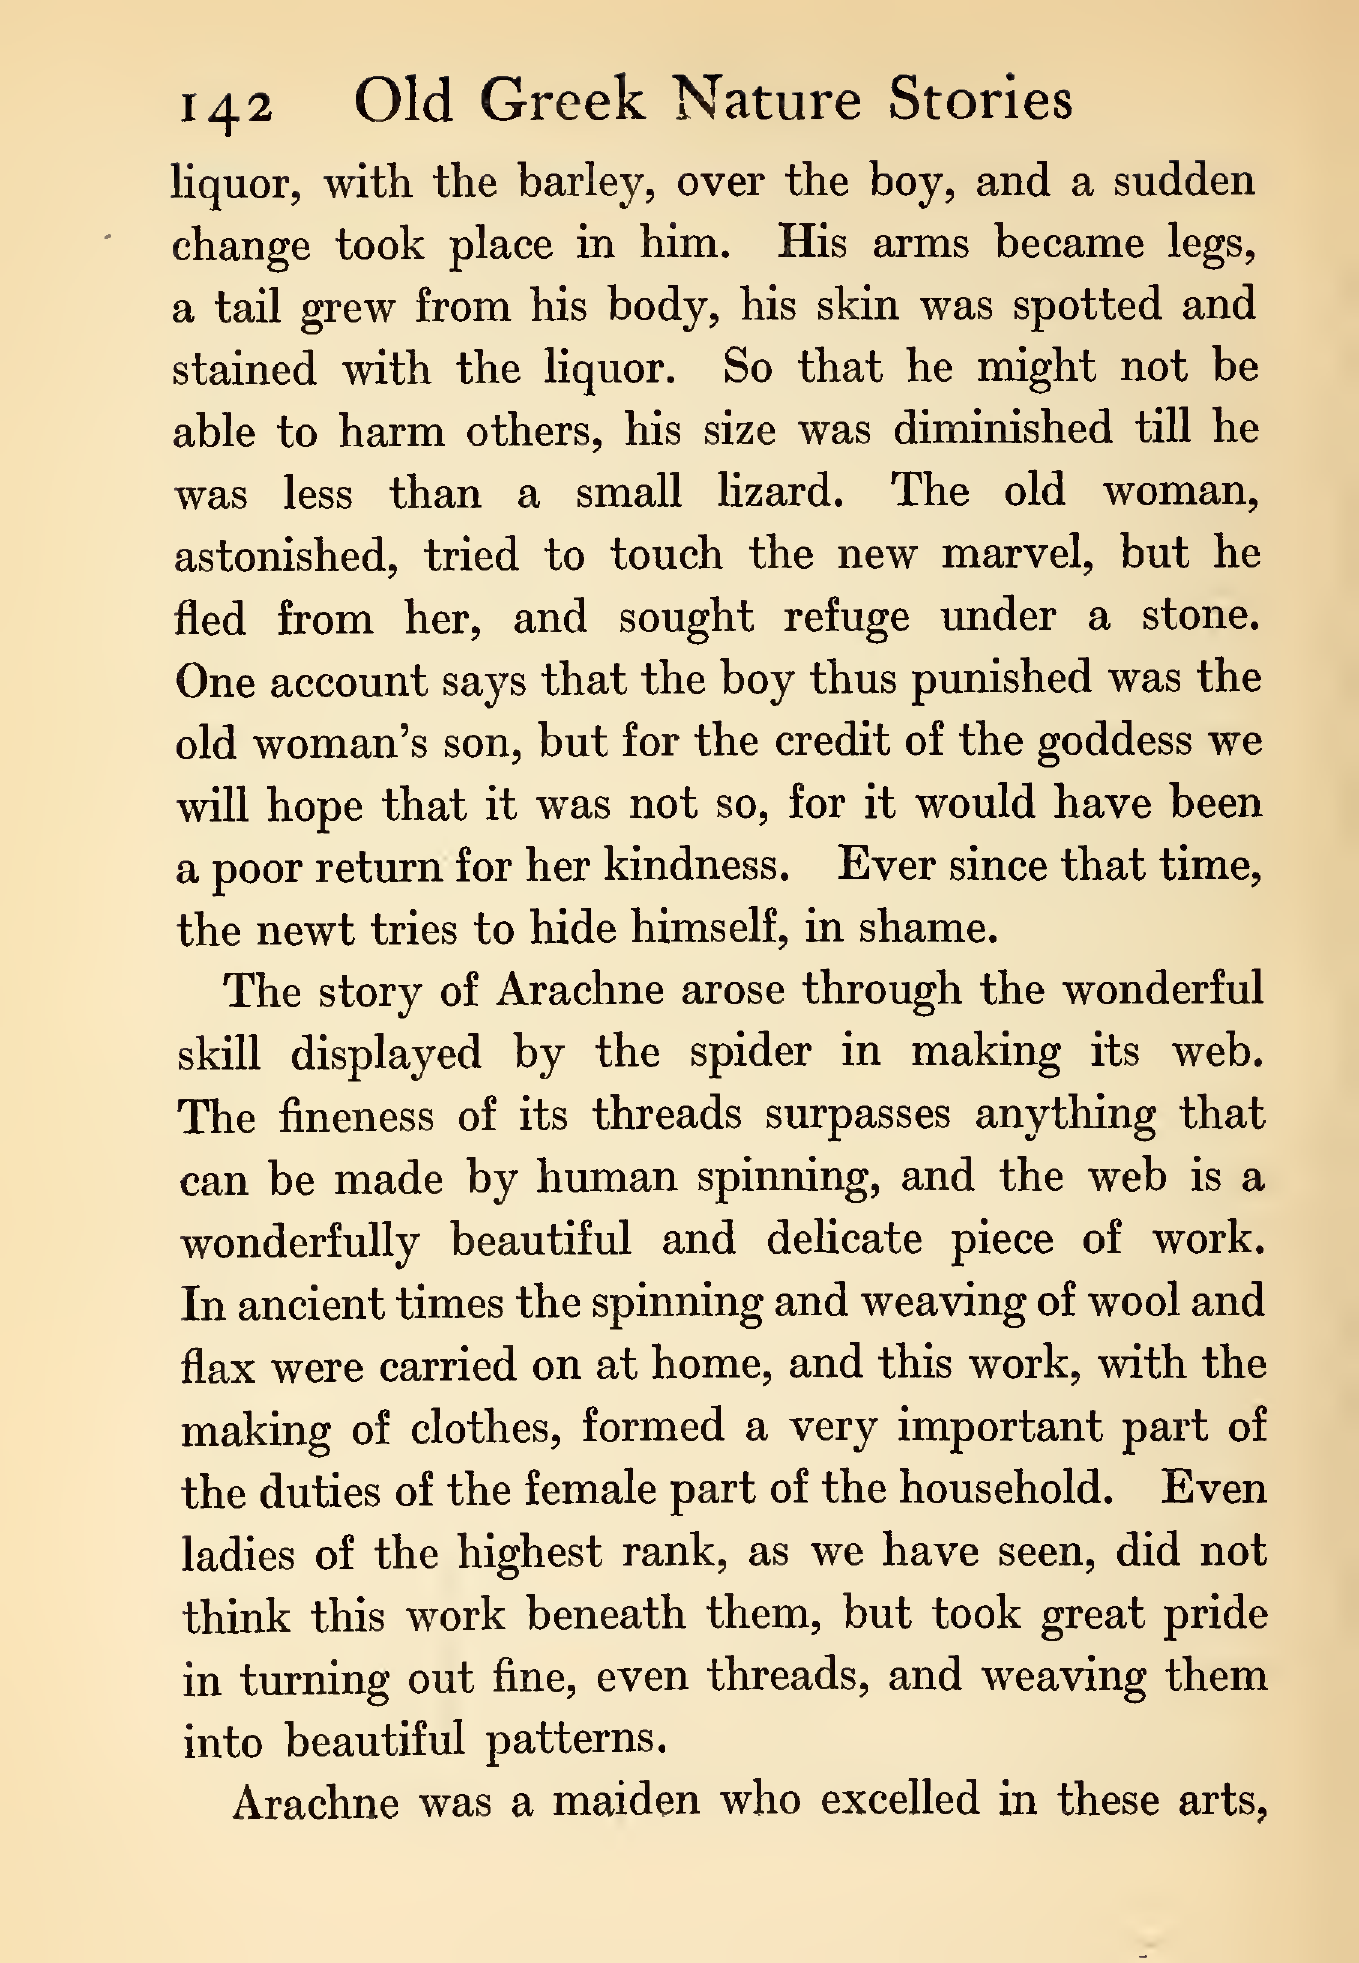 142 Old Greek Nature Stories
liquor, with the barley, over the boy, and a sudden
change took place in him. His arms became legs,
a tail grew from his body, his skin was spotted and
stained with the liquor. So that he might not be
able to harm others, his size was diminished till he
was less than a small lizard. The old woman,
astonished, tried to touch the new marvel, but he
fled from her, and sought refuge under a stone.
One account says that the boy thus punished was the
old woman's son, but for the credit of the goddess we
will hope that it was not so, for it would have been
a poor return for her kindness. Ever since that time,
the newt tries to hide himself, in shame.
The story of Arachne arose through the wonderful
skill displayed by the spider in making its web.
The fineness of its threads surpasses anything that
can be made by human spinning, and the web is a
wonderfully beautiful and delicate piece of work.
In ancient times the spinning and weaving of wool and
flax were carried on at home, and this work, with the
making of clothes, formed a very important part of
the duties of the female part of the household. Even
ladies of the highest rank, as we have seen, did not
think this work beneath them, but took great pride
in turning out fine, even threads, and weaving them
into beautiful patterns.
Arachne was a maiden who excelled in these arts,